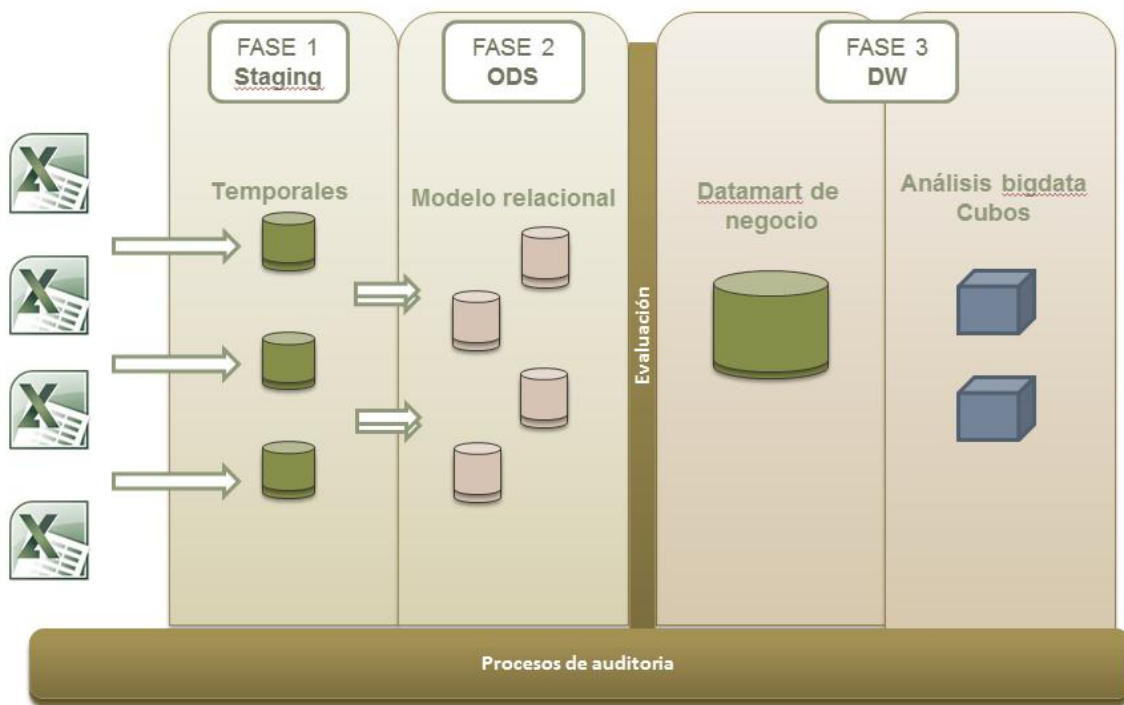 FASE 1
Staging
FASE 2
ODS
FASE 3
DW
Temporales
Modelo relacional
Datamart de
negocio
Análisis bigdata
Cubos
Evaluación
Procesos de auditoria